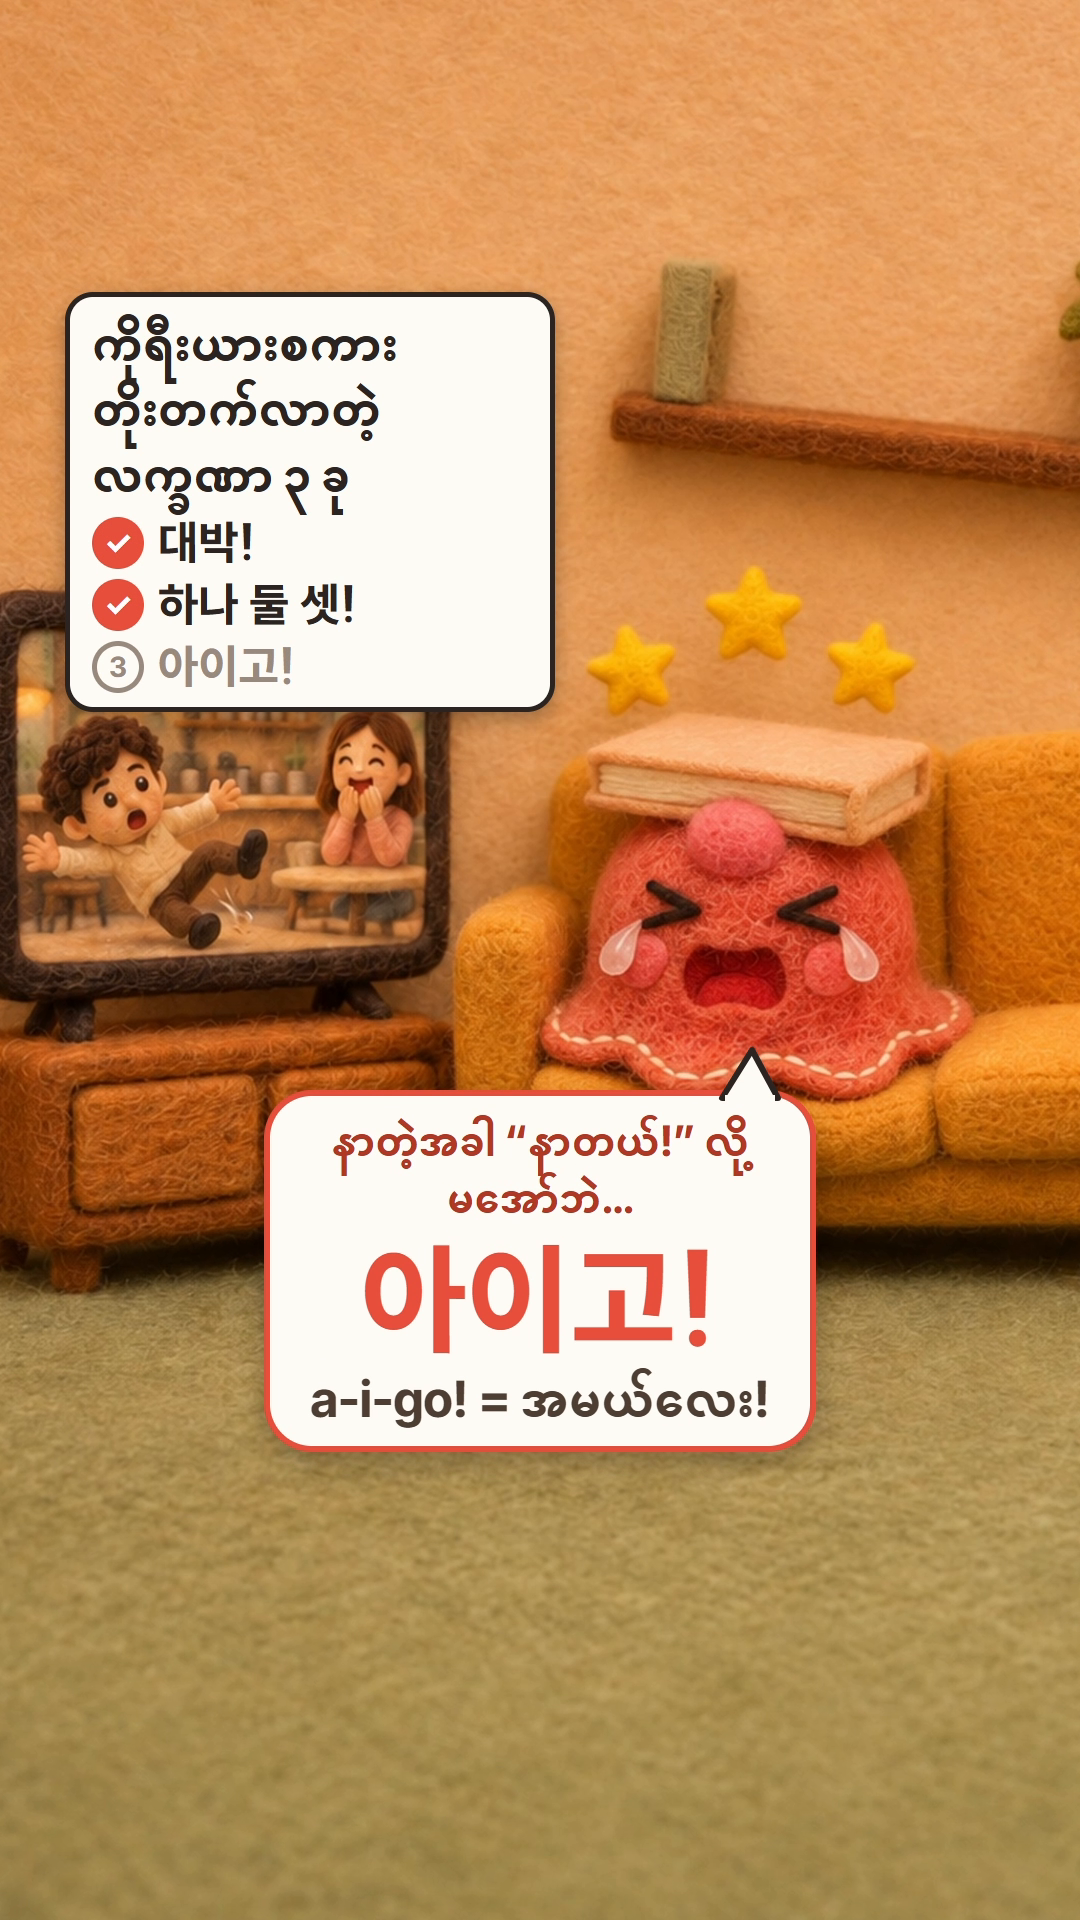 ကိုရီးယားစကား
တိုးတက်လာတဲ့
လက္ခဏာ ၃ ခု
대박!
하나 둘 셋!
3 아이고!
နာတဲ့အခါ “နာတယ်!” လို့
မအော်ဘဲ...
아이고!
a-i-go! = အမယ်လေး!